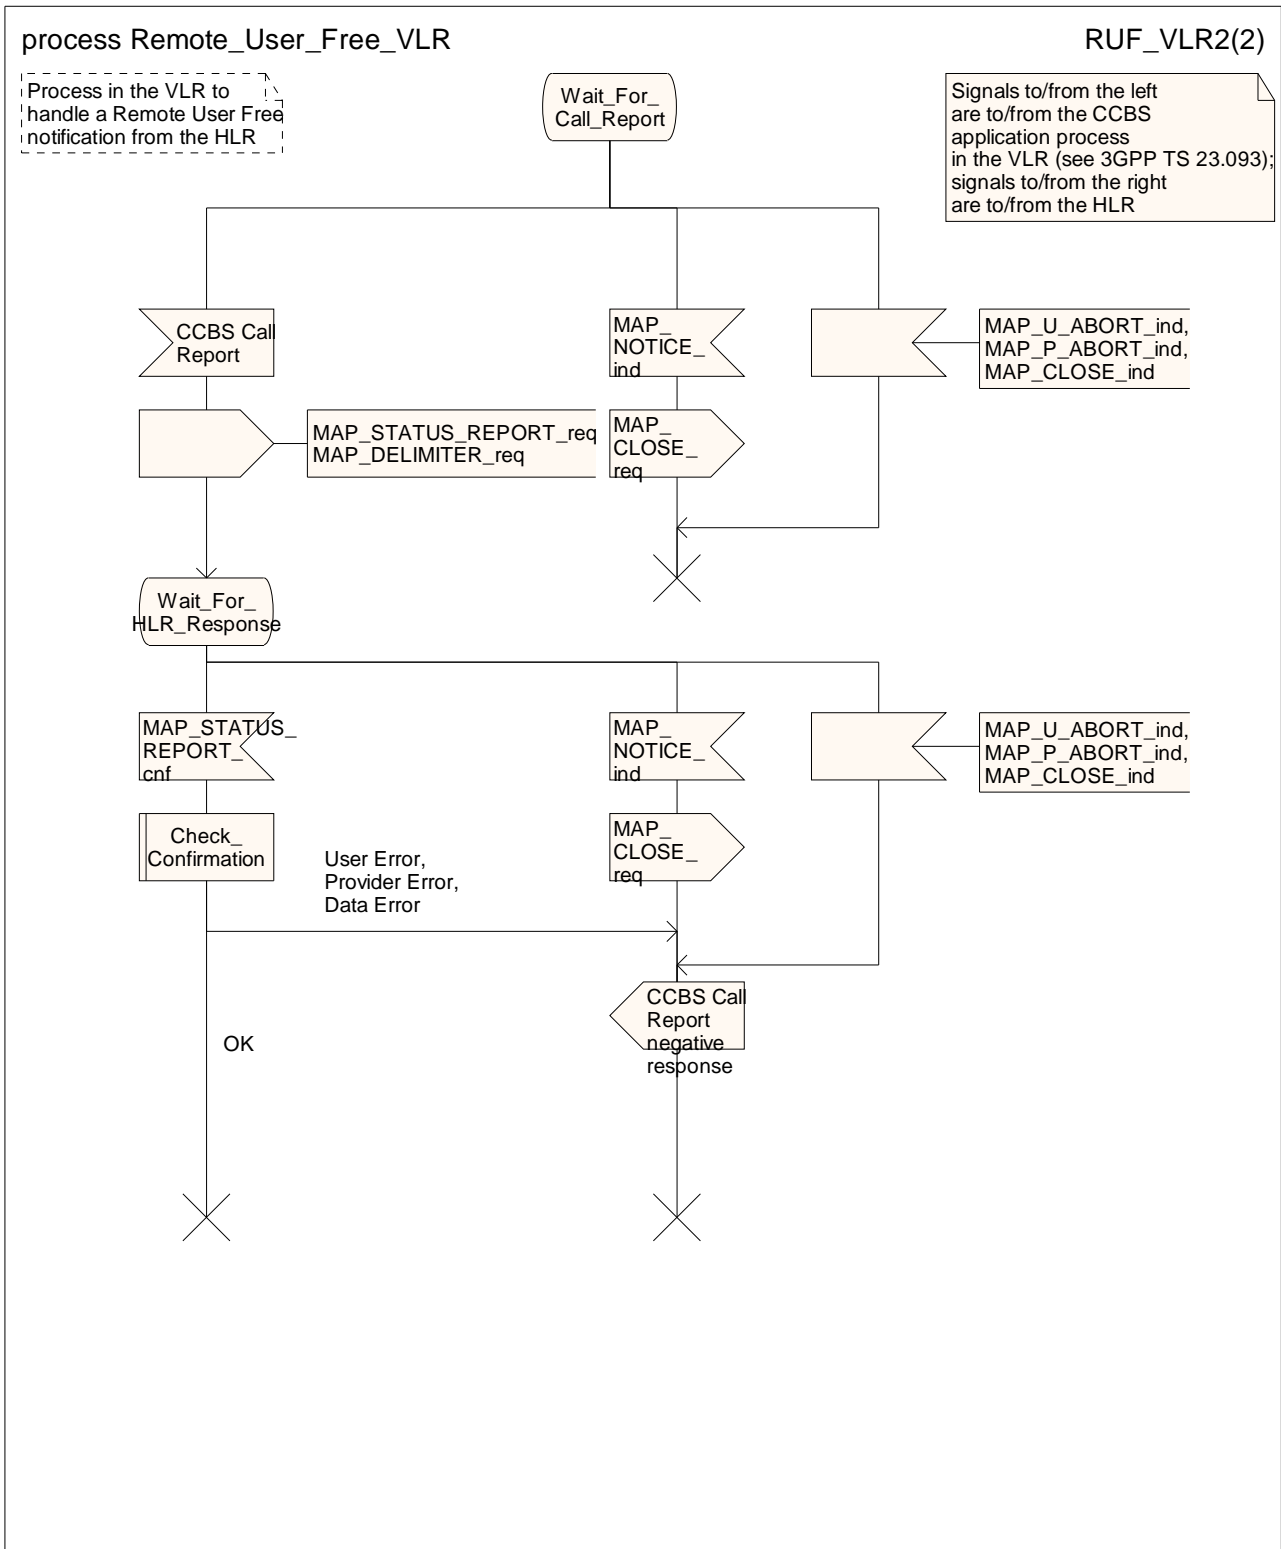 process Remote_User_Free_VLR
RUF_VLR2(2)
Process in the VLR to
handle a Remote User Free
notification from the HLR
Wait_For_
Call_Report
Signals to/from the left
are to/from the CCBS
application process
in the VLR (see 3GPP TS 23.093);
signals to/from the right
are to/from the HLR
CCBS Call
Report
MAP_
NOTICE_
ind
MAP_U_ABORT_ind,
MAP_P_ABORT_ind,
MAP_CLOSE_ind
MAP_STATUS_REPORT_req
MAP_DELIMITER_req
MAP_
CLOSE_
req
Wait_For_
HLR_Response
MAP_STATUS_
REPORT_
cnf
MAP_
NOTICE_
ind
MAP_U_ABORT_ind,
MAP_P_ABORT_ind,
MAP_CLOSE_ind
Check_
Confirmation
User Error,
Provider Error,
Data Error
MAP_
CLOSE_
req
CCBS Call
Report
negative
response
OK